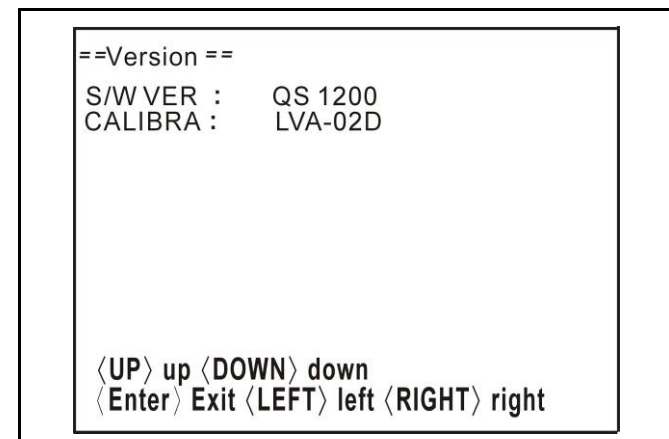 ==Version ==
S/W VER : QS 1200
CALIBRA : LVA-02D
〈UP〉 up 〈DOWN〉 down
〈Enter〉 Exit 〈LEFT〉 left 〈RIGHT〉 right